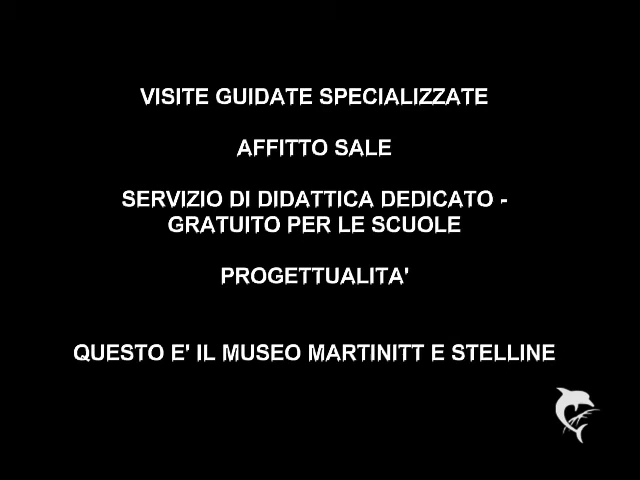 VISITE GUIDATE SPECIALIZZATE
AFFITTO SALE
SERVIZIO DI DIDATTICA DEDICATO -
GRATUITO PER LE SCUOLE
PROGETTUALITA'
QUESTO E' IL MUSEO MARTINITT E STELLINE